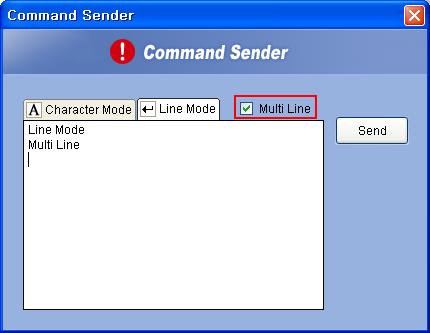 Command Sender
Command Sender
A Character Mode
Line Mode
Multi Line
Line Mode
Multi Line
Send